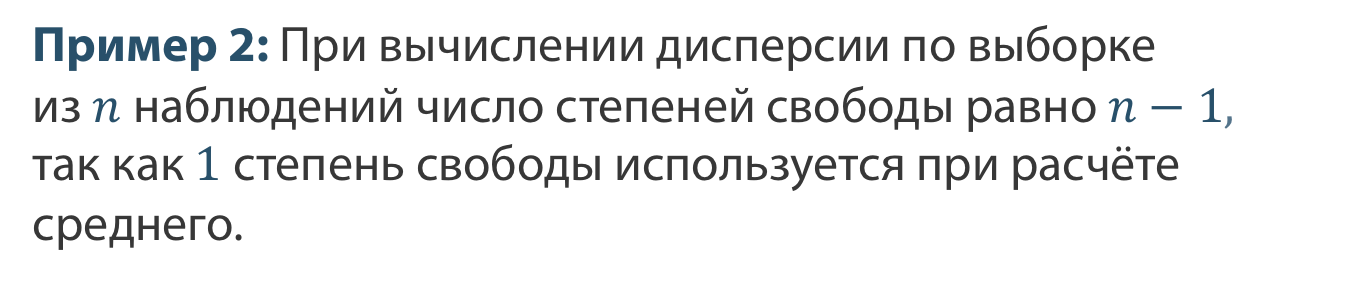 Пример 2: При вычислении дисперсии по выборке
из n наблюдений число степеней свободы равно n − 1,
так как 1 степень свободы используется при расчёте
среднего.